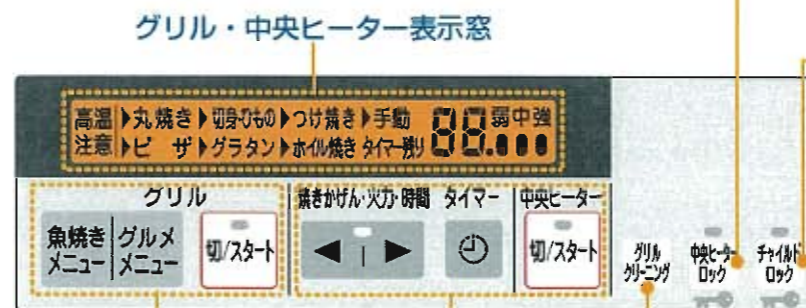 グリル・中央ヒーター表示窓
高温 ▶丸焼き▶切身・ひもの▶つけ焼き▶手動 88 弱中強
注意 ▶ピザ▶グラタン▶ホイル焼き タイマー残り
グリル 焼きかげん・火力・時間 タイマー 中央ヒーター
魚焼き グルメ 切/スタート ◀ | ▶ 切/スタート
メニュー メニュー
グリル 中央ヒーター チャイルド
クリーニング ロック ロック